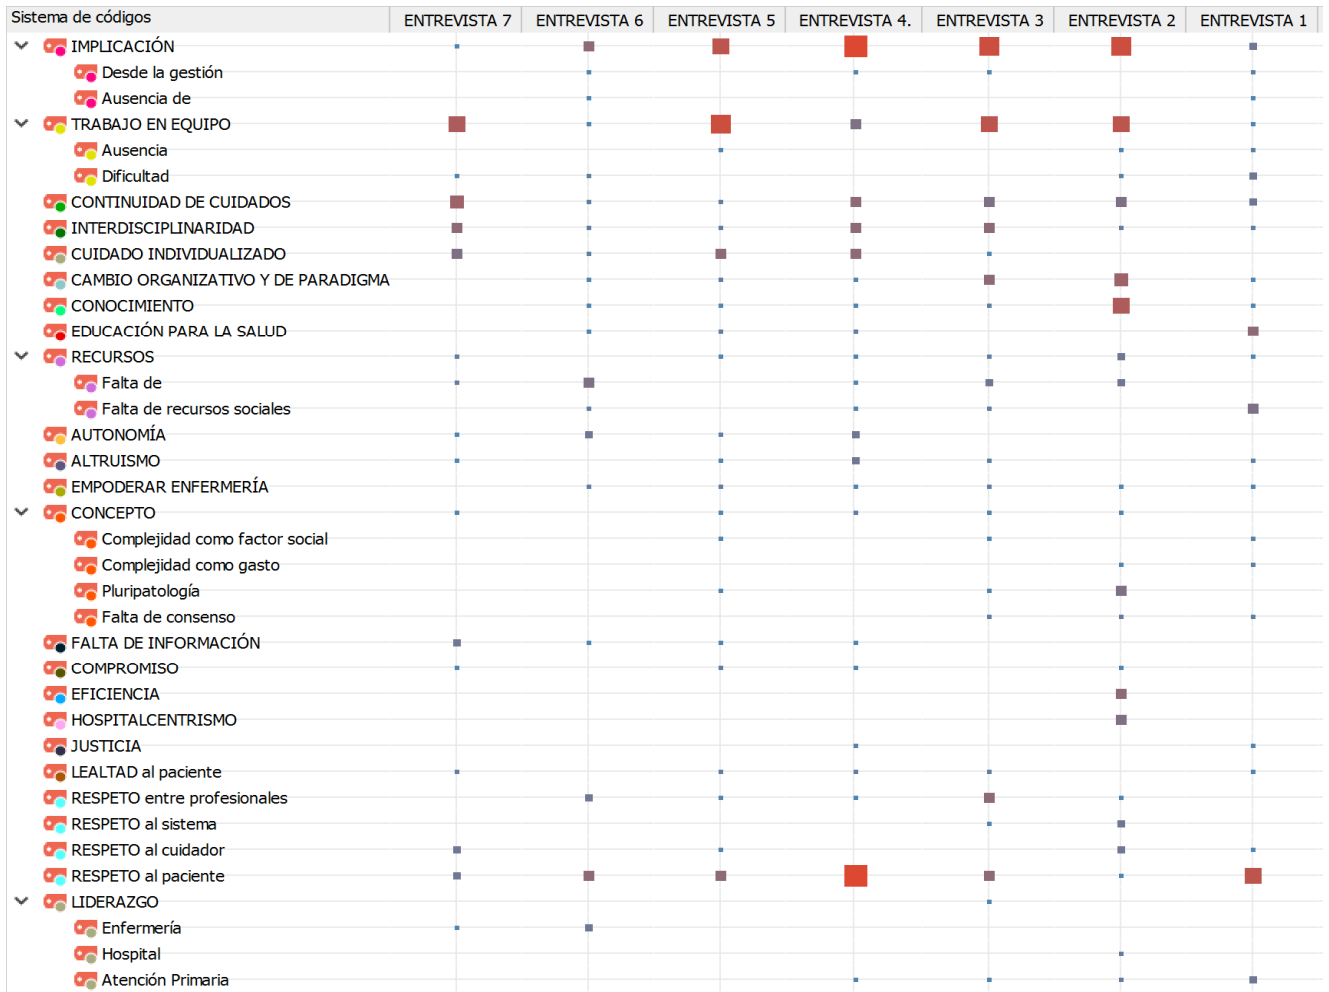 Sistema de códigos ENTREVISTA 7 ENTREVISTA 6 ENTREVISTA 5 ENTREVISTA 4. ENTREVISTA 3 ENTREVISTA 2 ENTREVISTA 1
IMPLICACIÓN
Desde la gestión
Ausencia de
TRABAJO EN EQUIPO
Ausencia
Dificultad
CONTINUIDAD DE CUIDADOS
INTERDISCIPLINARIDAD
CUIDADO INDIVIDUALIZADO
CAMBIO ORGANIZATIVO Y DE PARADIGMA
CONOCIMIENTO
EDUCACIÓN PARA LA SALUD
RECURSOS
Falta de
Falta de recursos sociales
AUTONOMÍA
ALTRUISMO
EMPODERAR ENFERMERÍA
CONCEPTO
Complejidad como factor social
Complejidad como gasto
Pluripatología
Falta de consenso
FALTA DE INFORMACIÓN
COMPROMISO
EFICIENCIA
HOSPITALCENTRISMO
JUSTICIA
LEALTAD al paciente
RESPETO entre profesionales
RESPETO al sistema
RESPETO al cuidador
RESPETO al paciente
LIDERAZGO
Enfermería
Hospital
Atención Primaria